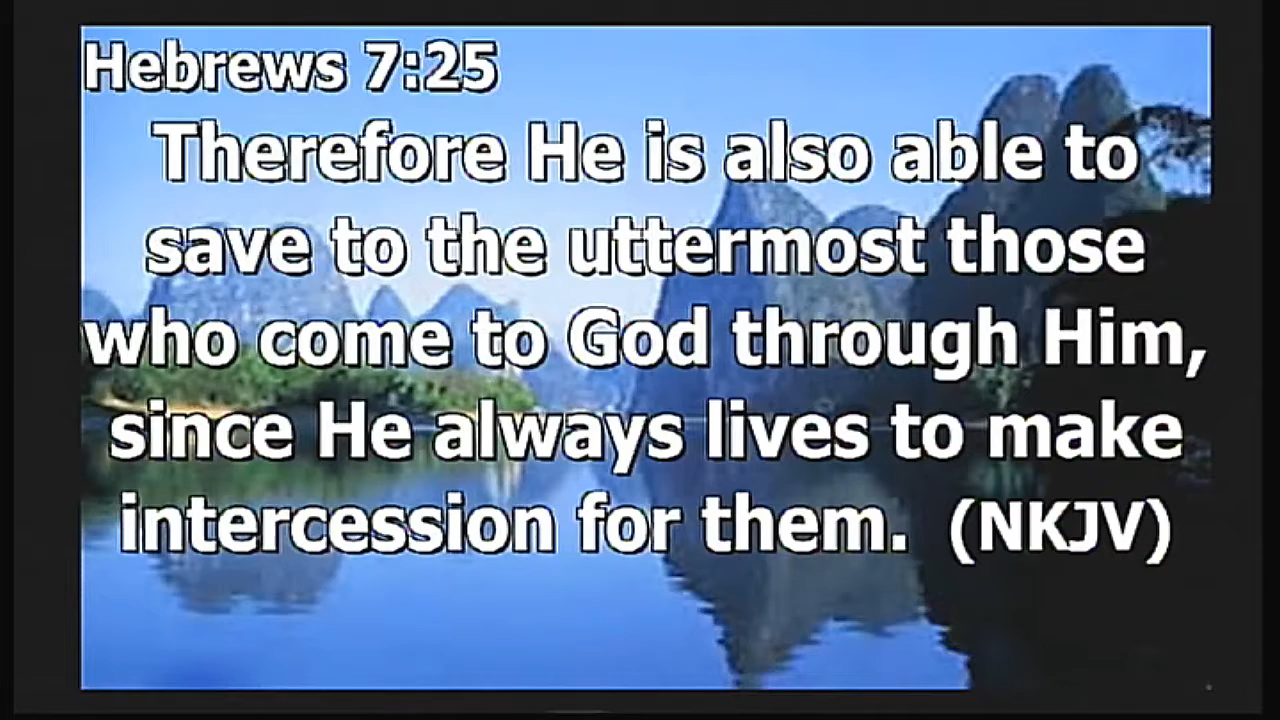 Hebrews 7:25
Therefore He is also able to
save to the uttermost those
who come to God through Him,
since He always lives to make
intercession for them.  (NKJV)